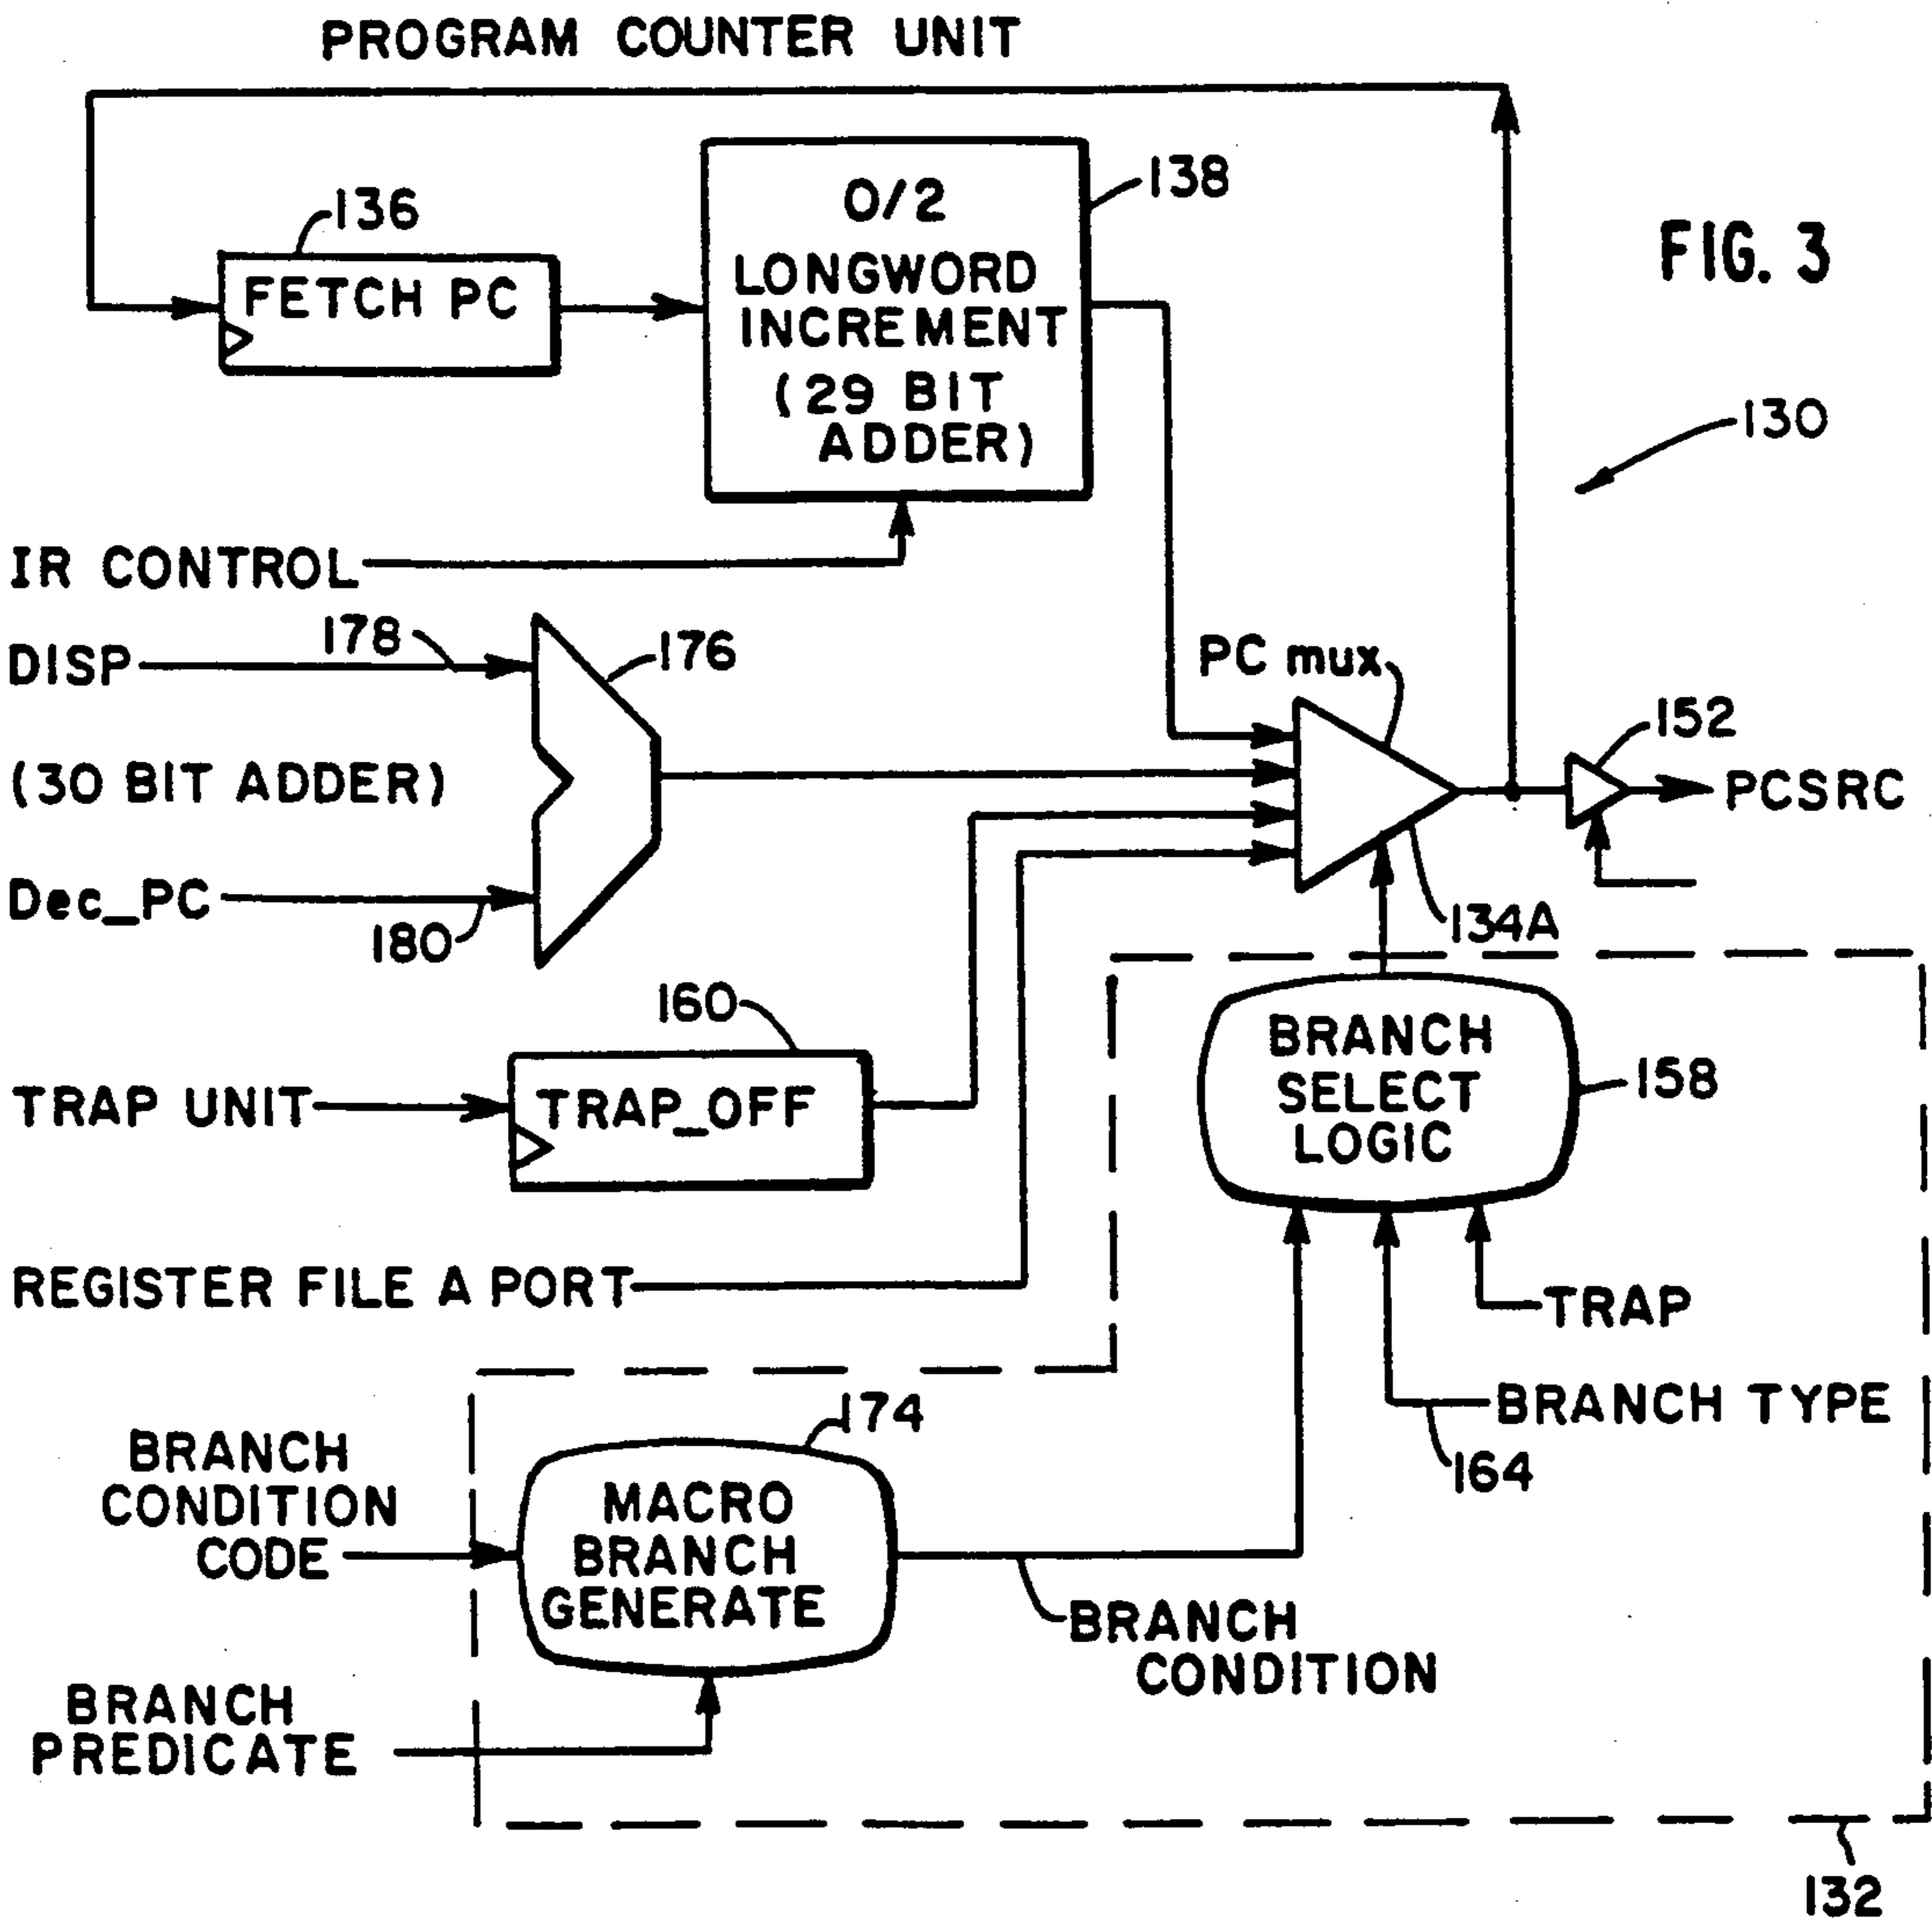 PROGRAM COUNTER UNIT
136
FETCH PC
O/2
LONGWORD
INCREMENT
(29 BIT
ADDER)
138
FIG. 3
130
IR CONTROL
DISP
178
176
(30 BIT ADDER)
Dec_PC
180
PC mux
152
PCSRC
134A
160
TRAP UNIT
TRAP_OFF
BRANCH
SELECT
LOGIC
158
REGISTER FILE A PORT
TRAP
BRANCH TYPE
164
BRANCH
CONDITION
CODE
174
MACRO
BRANCH
GENERATE
BRANCH
CONDITION
BRANCH
PREDICATE
132